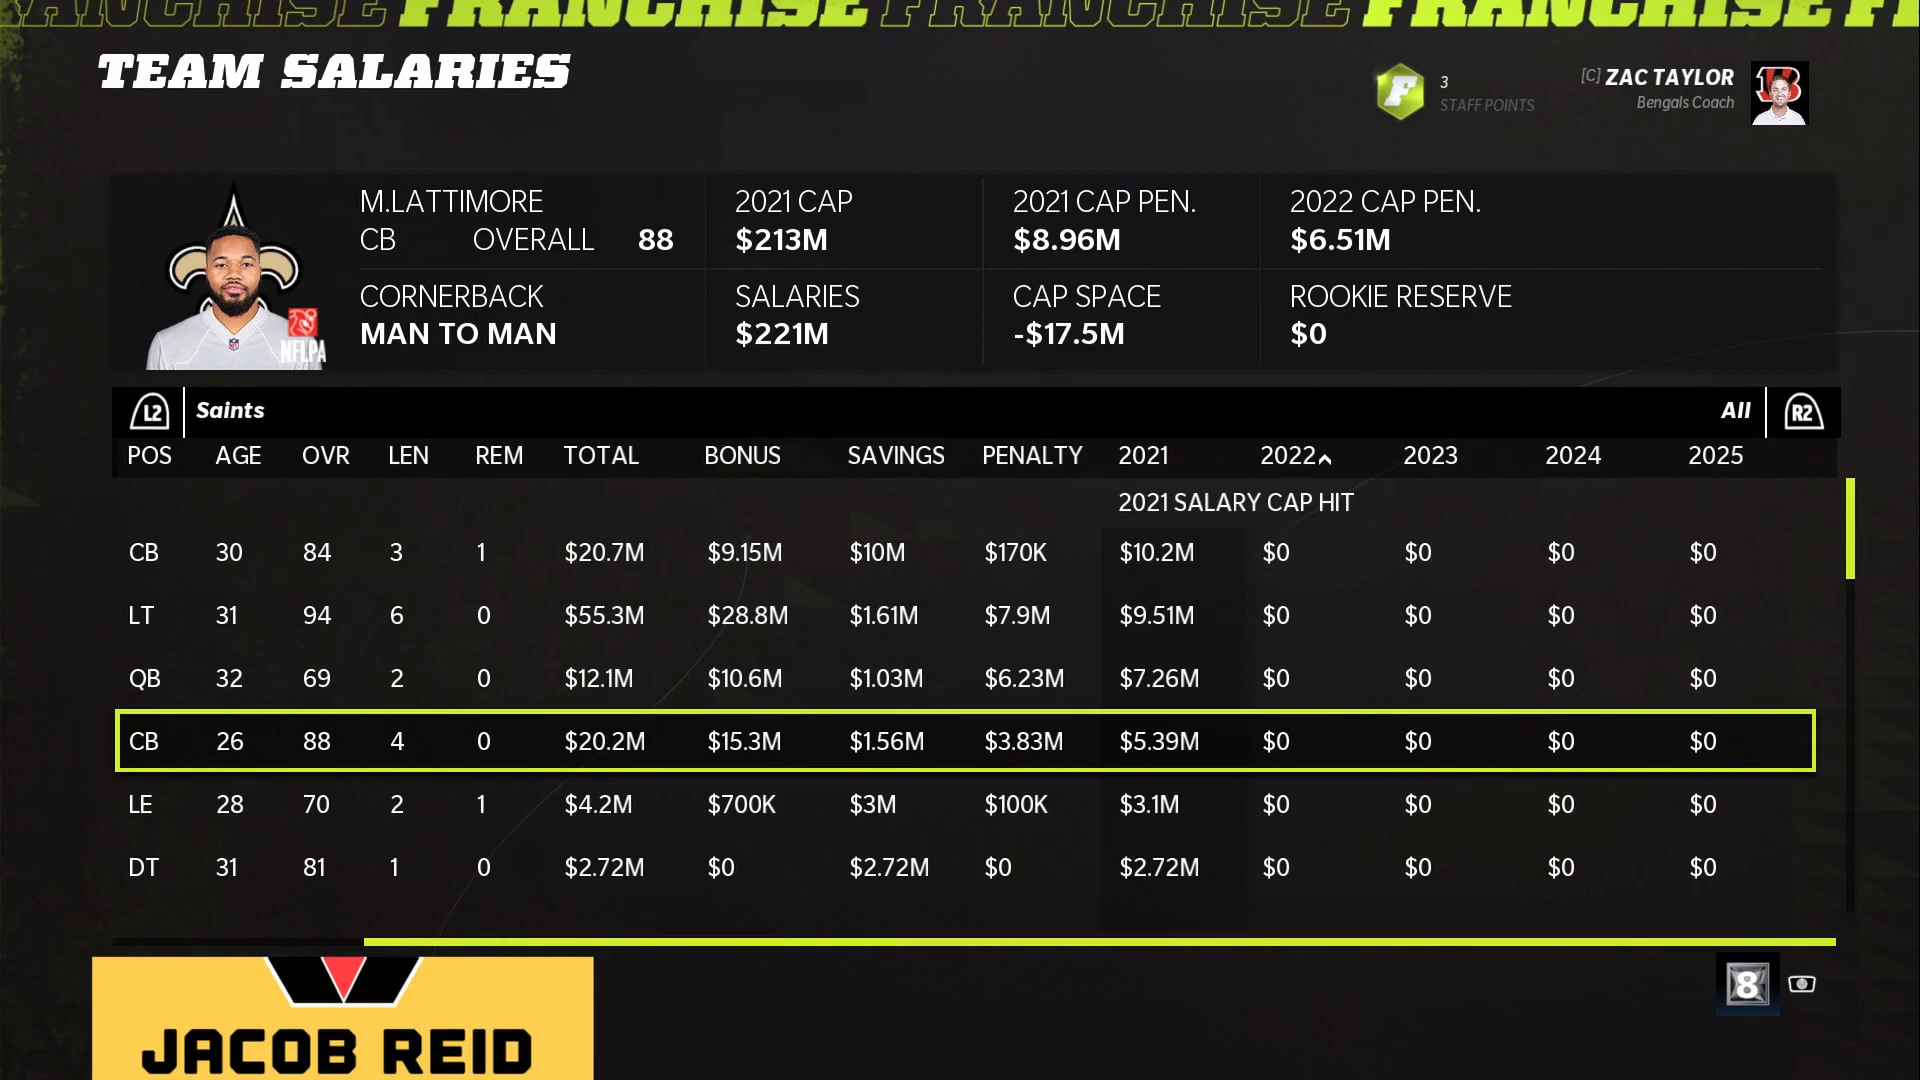 FRANCHISE FRANCHISE FRANCHISE FRANCHISE
TEAM SALARIES
F 3 STAFF POINTS
[C] ZAC TAYLOR
Bengals Coach
M.LATTIMORE
CB OVERALL 88
CORNERBACK
MAN TO MAN
NFLPA
2021 CAP
$213M
SALARIES
$221M
2021 CAP PEN.
$8.96M
CAP SPACE
-$17.5M
2022 CAP PEN.
$6.51M
ROOKIE RESERVE
$0
L2 Saints All R2
POS AGE OVR LEN REM TOTAL BONUS SAVINGS PENALTY 2021 2022 2023 2024 2025
2021 SALARY CAP HIT
CB 30 84 3 1 $20.7M $9.15M $10M $170K $10.2M $0 $0 $0 $0
LT 31 94 6 0 $55.3M $28.8M $1.61M $7.9M $9.51M $0 $0 $0 $0
QB 32 69 2 0 $12.1M $10.6M $1.03M $6.23M $7.26M $0 $0 $0 $0
CB 26 88 4 0 $20.2M $15.3M $1.56M $3.83M $5.39M $0 $0 $0 $0
LE 28 70 2 1 $4.2M $700K $3M $100K $3.1M $0 $0 $0 $0
DT 31 81 1 0 $2.72M $0 $2.72M $0 $2.72M $0 $0 $0 $0
JACOB REID
8